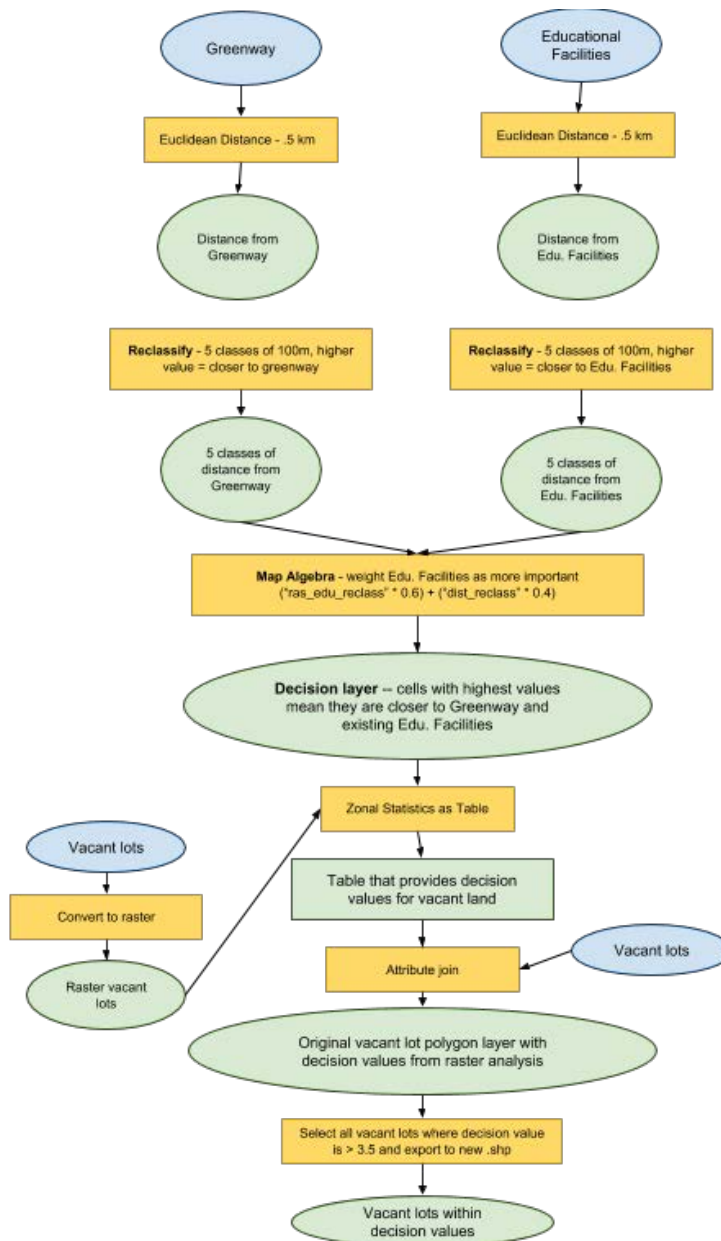 Greenway
Educational
Facilities
Euclidean Distance - .5 km
Euclidean Distance - .5 km
Distance from
Greenway
Distance from
Edu. Facilities
Reclassify - 5 classes of 100m, higher
value = closer to greenway
Reclassify - 5 classes of 100m, higher
value = closer to Edu. Facilities
5 classes of
distance from
Greenway
5 classes of
distance from
Edu. Facilities
Map Algebra - weight Edu. Facilities as more important
("ras_edu_reclass" * 0.6) + ("dist_reclass" * 0.4)
Decision layer -- cells with highest values
mean they are closer to Greenway and
existing Edu. Facilities
Zonal Statistics as Table
Vacant lots
Table that provides decision
values for vacant land
Convert to raster
Vacant lots
Attribute join
Raster vacant
lots
Original vacant lot polygon layer with
decision values from raster analysis
Select all vacant lots where decision value
is > 3.5 and export to new .shp
Vacant lots within
decision values